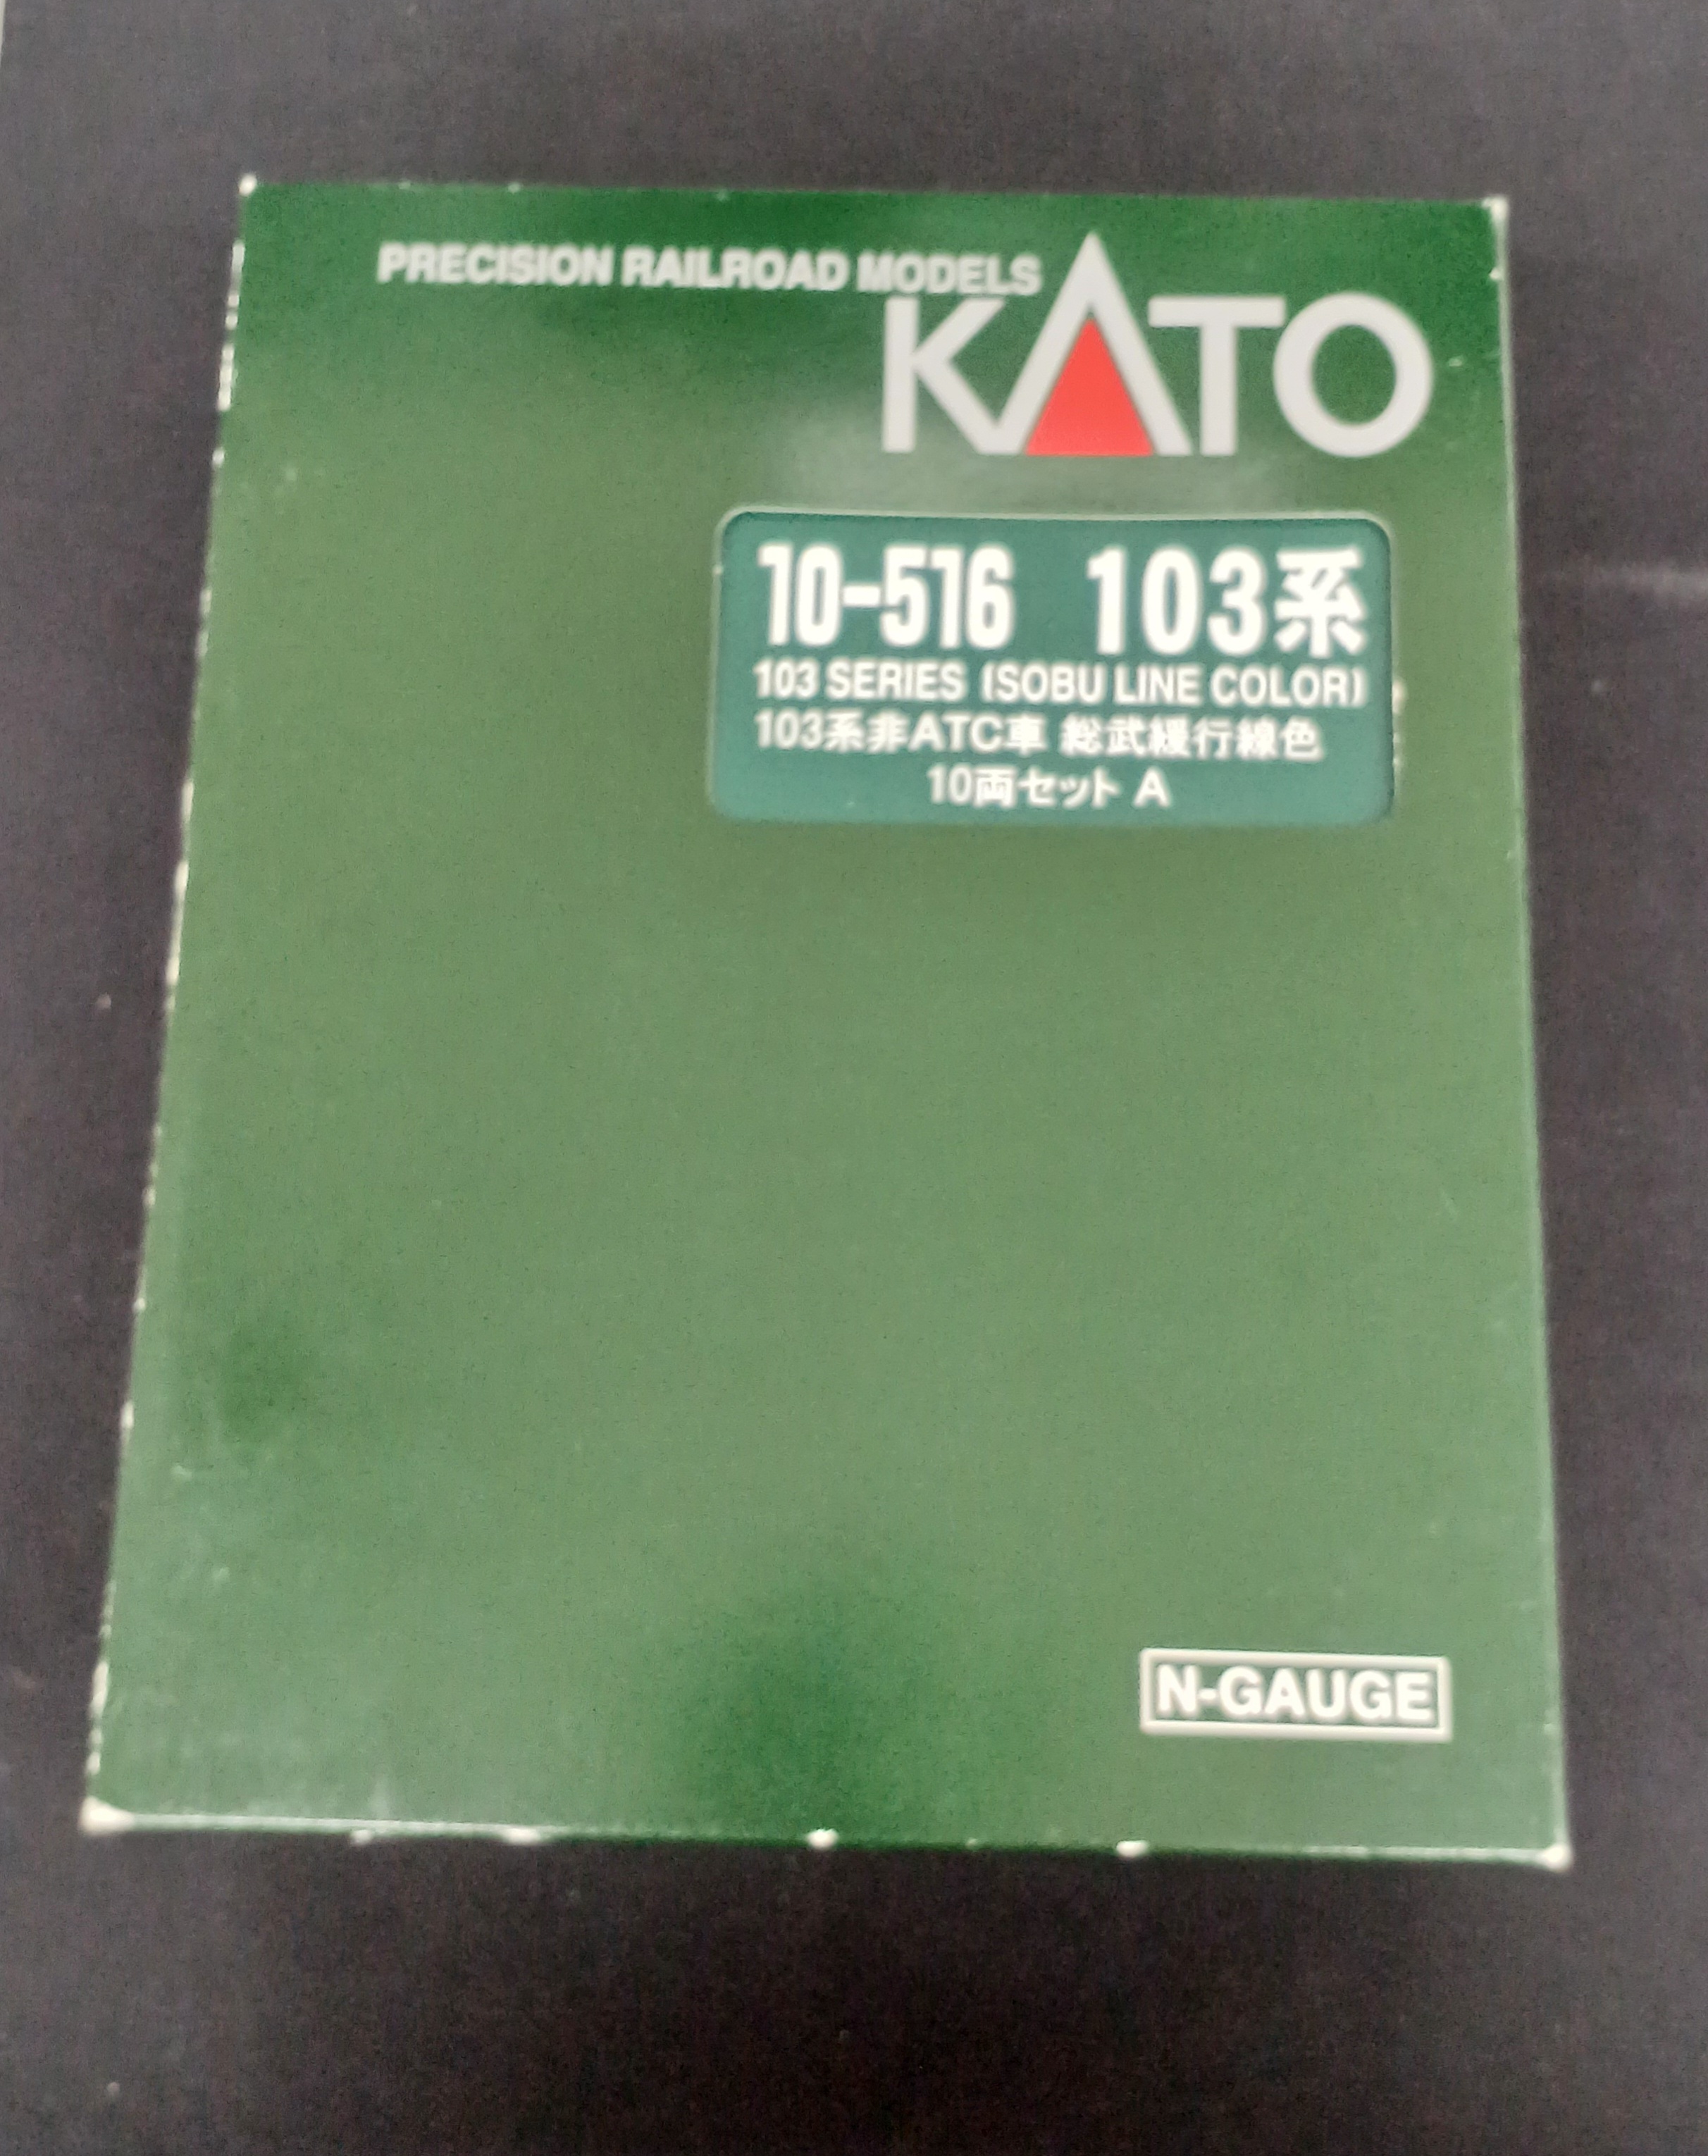 PRECISION RAILROAD MODELS
KATO
10-516 103系
103 SERIES (SOBU LINE COLOR)
103系非ATC車 総武緩行線色
10両セット A
N-GAUGE